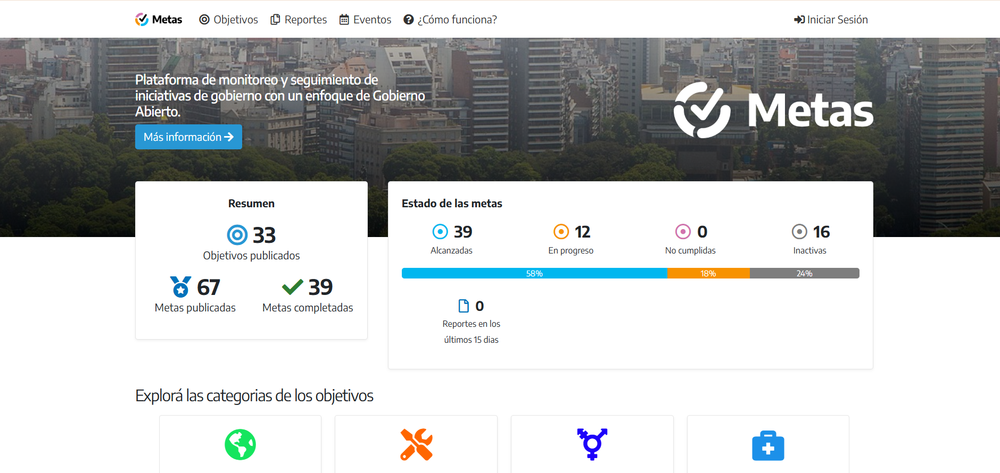 Metas
Objetivos
Reportes
Eventos
¿Cómo funciona?
Iniciar Sesión
Plataforma de monitoreo y seguimiento de
iniciativas de gobierno con un enfoque de Gobierno
Abierto.
Más información
Metas
Resumen
33
Objetivos publicados
67
Metas publicadas
39
Metas completadas
Estado de las metas
39
Alcanzadas
12
En progreso
0
No cumplidas
16
Inactivas
58%
18%
24%
0
Reportes en los
últimos 15 dias
Explorá las categorias de los objetivos